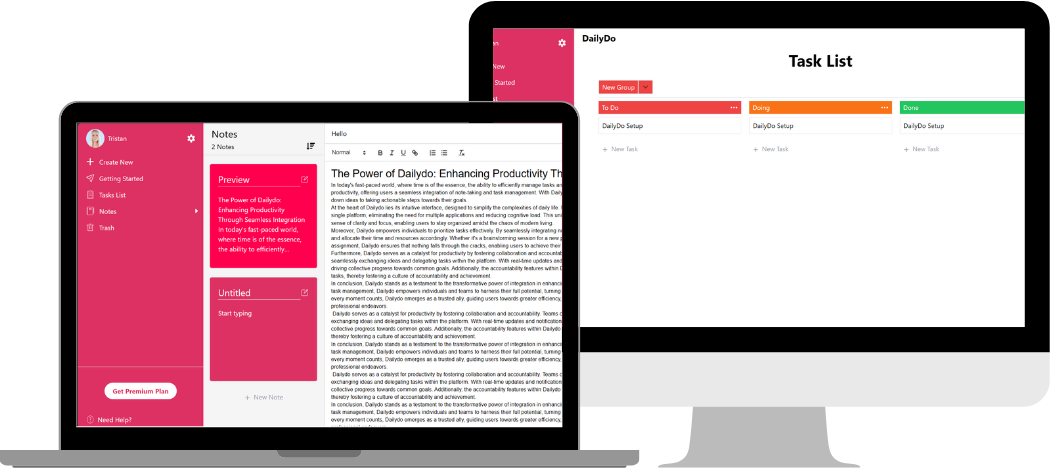 Tristan
Create New
Getting Started
Tasks List
Notes
Trash
Get Premium Plan
Need Help?
Notes
2 Notes
Preview
The Power of Dailydo:
Enhancing Productivity
Through Seamless Integration
In today's fast-paced world,
where time is of the essence,
the ability to efficiently...
Untitled
Start typing
+ New Note
Hello
Normal
B I U
The Power of Dailydo: Enhancing Productivity Th
In today's fast-paced world, where time is of the essence, the ability to efficiently manage tasks an
productivity, offering users a seamless integration of note-taking and task management. With Daily
down ideas to taking actionable steps towards their goals.
At the heart of Dailydo lies its intuitive interface, designed to simplify the complexities of daily life.
single platform, eliminating the need for multiple applications and reducing cognitive load. This uni
sense of clarity and focus, enabling users to stay organized amidst the chaos of modern living.
Moreover, Dailydo empowers individuals to prioritize tasks effectively. By seamlessly integrating n
and allocate their time and resources accordingly. Whether it's a brainstorming session for a new p
assignment, Dailydo ensures that nothing falls through the cracks, enabling users to achieve their
Furthermore, Dailydo serves as a catalyst for productivity by fostering collaboration and accountab
seamlessly exchanging ideas and delegating tasks within the platform. With real-time updates and
driving collective progress towards common goals. Additionally, the accountability features within D
tasks, thereby fostering a culture of accountability and achievement.
In conclusion, Dailydo stands as a testament to the transformative power of integration in enhancin
task management, Dailydo empowers individuals and teams to harness their full potential, turning
every moment counts, Dailydo emerges as a trusted ally, guiding users towards greater efficiency,
professional endeavors.
Dailydo serves as a catalyst for productivity by fostering collaboration and accountability. Teams c
exchanging ideas and delegating tasks within the platform. With real-time updates and notification
collective progress towards common goals. Additionally, the accountability features within Dailydo
thereby fostering a culture of accountability and achievement.
In conclusion, Dailydo stands as a testament to the transformative power of integration in enhancin
task management, Dailydo empowers individuals and teams to harness their full potential, turning
every moment counts, Dailydo emerges as a trusted ally, guiding users towards greater efficiency,
professional endeavors.
Dailydo serves as a catalyst for productivity by fostering collaboration and accountability. Teams c
exchanging ideas and delegating tasks within the platform. With real-time updates and notification
collective progress towards common goals. Additionally, the accountability features within Dailydo
thereby fostering a culture of accountability and achievement.
In conclusion, Dailydo stands as a testament to the transformative power of integration in enhancin
task management, Dailydo empowers individuals and teams to harness their full potential, turning
every moment counts, Dailydo emerges as a trusted ally, guiding users towards greater efficiency,
an
New
Started
st
DailyDo
Task List
New Group
To Do
DailyDo Setup
+ New Task
Doing
DailyDo Setup
+ New Task
Done
DailyDo Setup
+ New Task